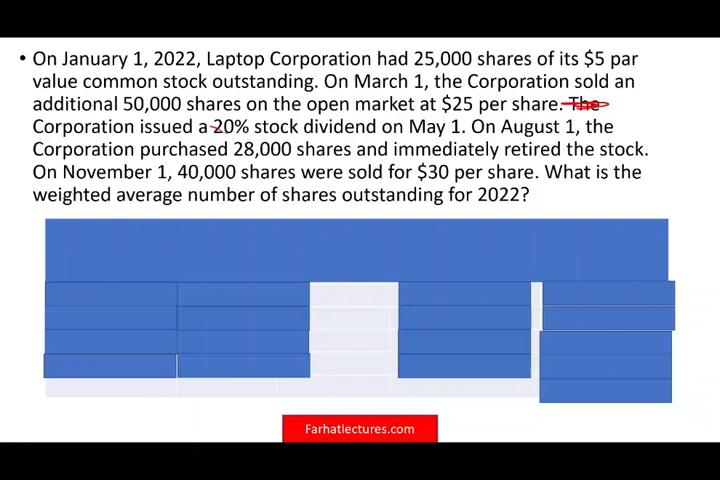 • On January 1, 2022, Laptop Corporation had 25,000 shares of its $5 par
value common stock outstanding. On March 1, the Corporation sold an
additional 50,000 shares on the open market at $25 per share. The
Corporation issued a 20% stock dividend on May 1. On August 1, the
Corporation purchased 28,000 shares and immediately retired the stock.
On November 1, 40,000 shares were sold for $30 per share. What is the
weighted average number of shares outstanding for 2022?
Farhatlectures.com